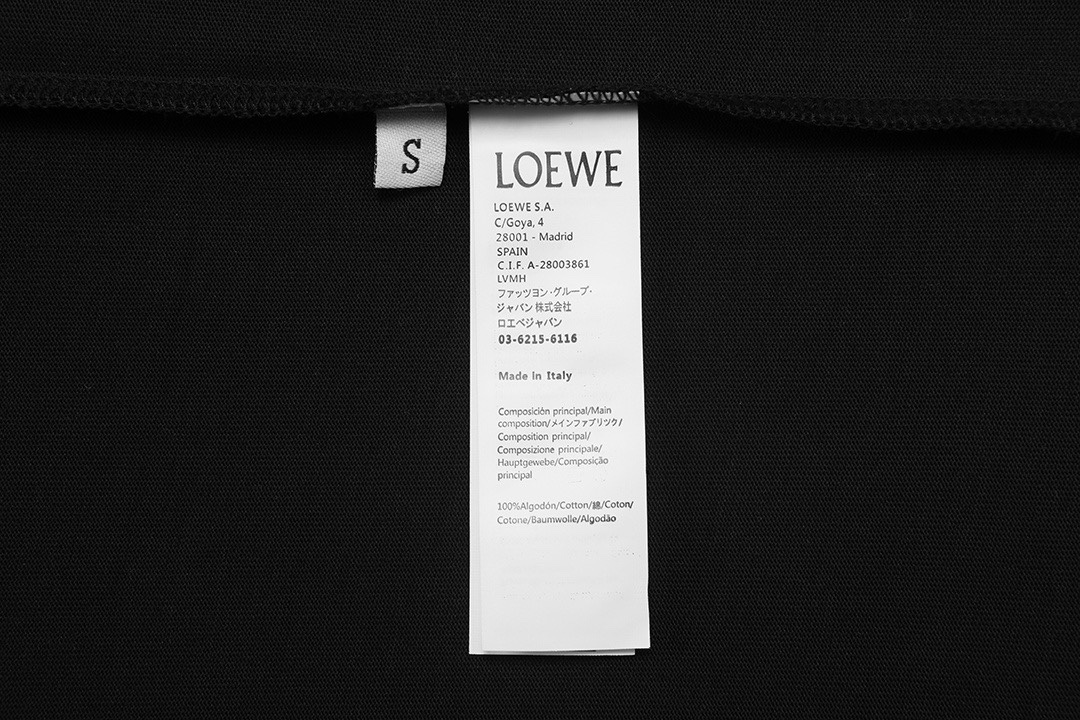 S
LOEWE
LOEWE S.A.
C/Goya, 4
28001 - Madrid
SPAIN
C.I.F. A-28003861
LVMH
ファッツヨン・グループ・
ジャバン 株式会社
ロエベジャバン
03-6215-6116
Made In Italy
Composición principal/Main
composition/メインファブリツク/
Composition principal/
Composizione principale/
Hauptgewebe/Composição
principal
100%Algodón/Cotton/綿/Coton/
Cotone/Baumwolle/Algodão